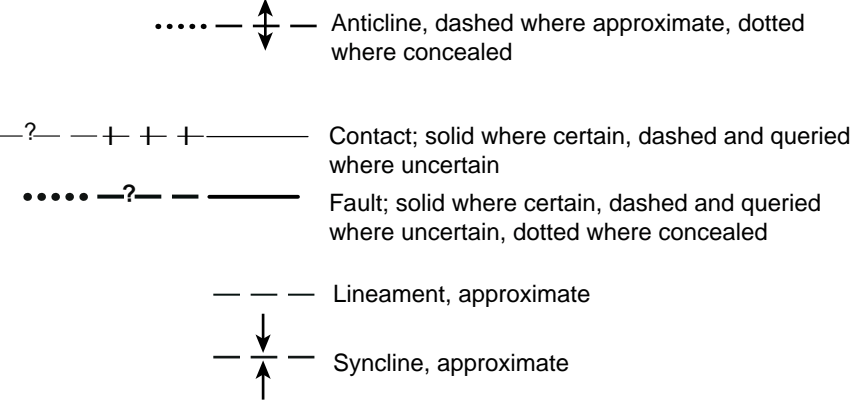 Anticline, dashed where approximate, dotted
where concealed
?
Contact; solid where certain, dashed and queried
where uncertain
?
Fault; solid where certain, dashed and queried
where uncertain, dotted where concealed
Lineament, approximate
Syncline, approximate